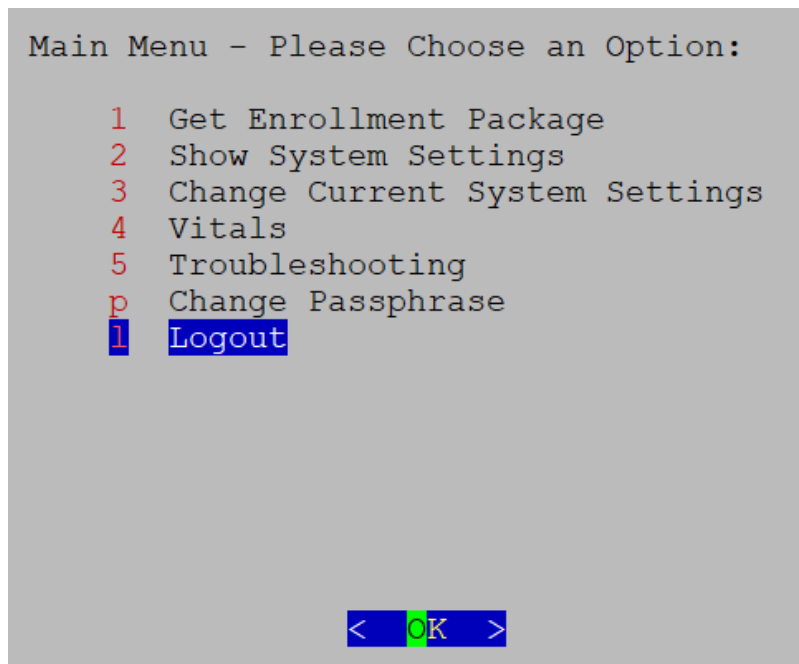 Main Menu - Please Choose an Option:
1 Get Enrollment Package
2 Show System Settings
3 Change Current System Settings
4 Vitals
5 Troubleshooting
p Change Passphrase
l Logout
< OK >